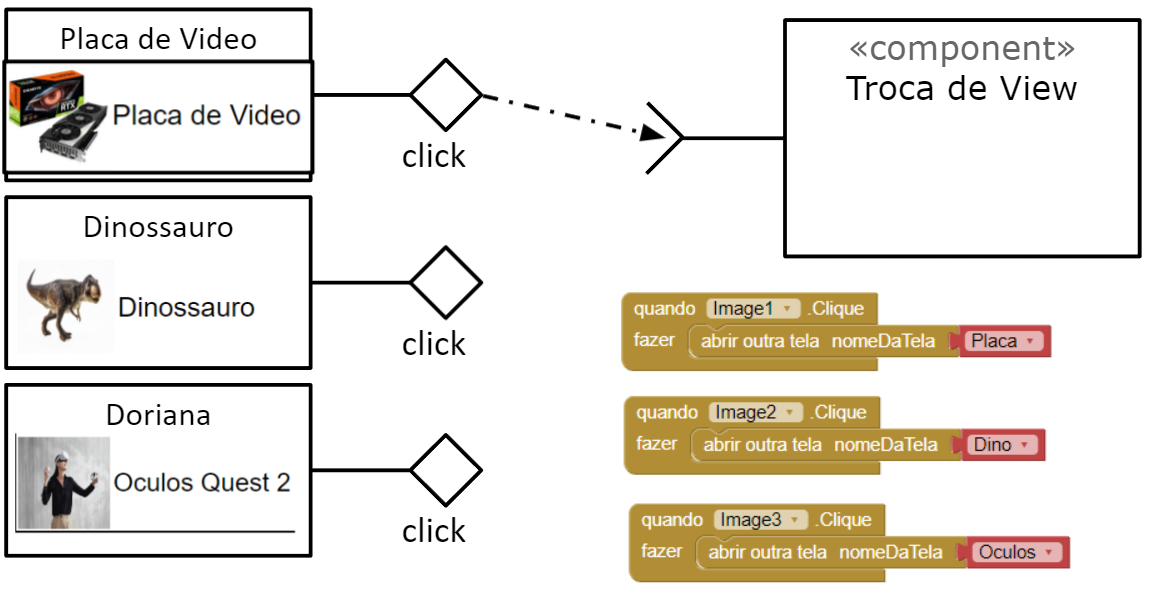 Placa de Video
Placa de Video
click
Dinossauro
Dinossauro
click
Doriana
Oculos Quest 2
click
«component»
Troca de View
quando Image1 .Clique
fazer abrir outra tela nomeDaTela Placa
quando Image2 .Clique
fazer abrir outra tela nomeDaTela Dino
quando Image3 .Clique
fazer abrir outra tela nomeDaTela Oculos